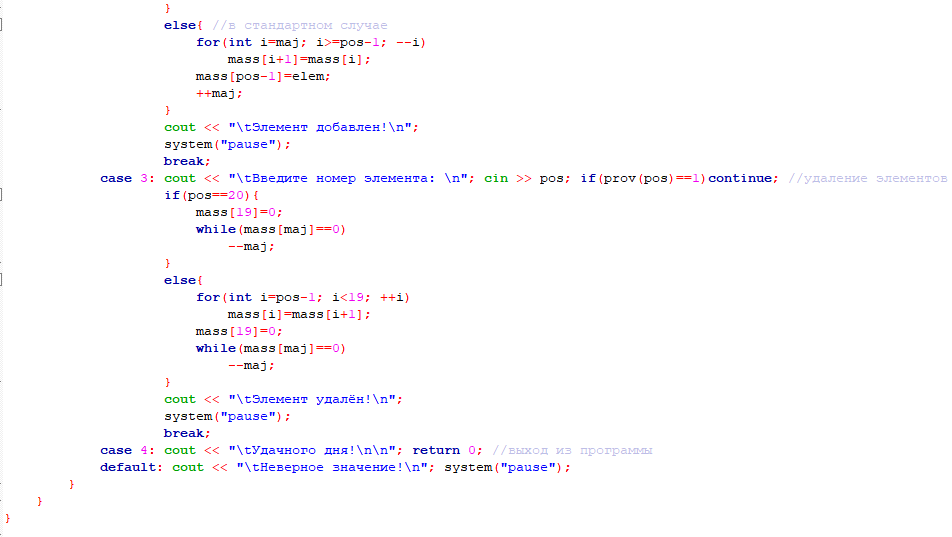 }
else{ //в стандартном случае
for(int i=maj; i>=pos-1; --i)
mass[i+1]=mass[i];
mass[pos-1]=elem;
++maj;
}
cout << "\tЭлемент добавлен!\n";
system("pause");
break;
case 3: cout << "\tВведите номер элемента: \n"; cin >> pos; if(prov(pos)==1)continue; //удаление элементов
if(pos==20){
mass[19]=0;
while(mass[maj]==0)
--maj;
}
else{
for(int i=pos-1; i<19; ++i)
mass[i]=mass[i+1];
mass[19]=0;
while(mass[maj]==0)
--maj;
}
cout << "\tЭлемент удалён!\n";
system("pause");
break;
case 4: cout << "\tУдачного дня!\n\n"; return 0; //выход из программы
default: cout << "\tНеверное значение!\n"; system("pause");
}
}
}